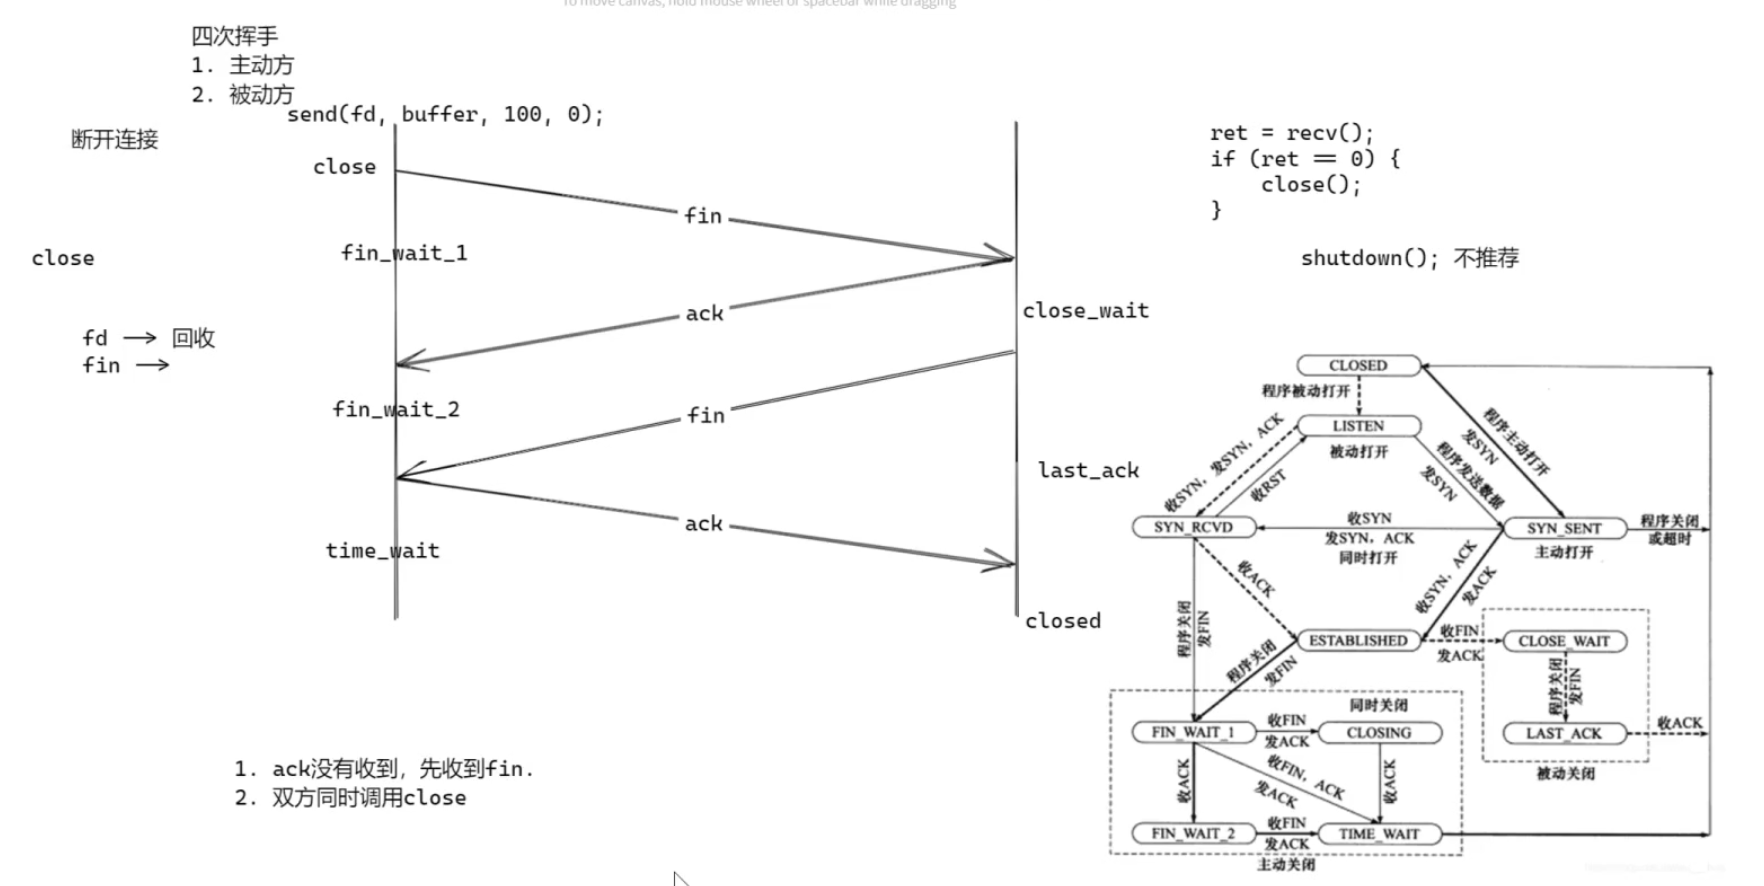 To move canvas, hold mouse wheel or spacebar while dragging
四次挥手
1. 主动方
2. 被动方
send(fd, buffer, 100, 0);
断开连接
close
fin
fin_wait_1
close
ack
close_wait
fd → 回收
fin →
fin_wait_2
fin
last_ack
ack
time_wait
closed
1. ack没有收到，先收到fin.
2. 双方同时调用close
ret = recv();
if (ret == 0) {
close();
}
shutdown(); 不推荐
CLOSED
程序被动打开
LISTEN
被动打开
收SYN，发SYN，ACK
收RST
程序主动打开
发SYN
程序发送数据
发SYN
SYN_RCVD
收SYN
发SYN，ACK
同时打开
SYN_SENT
主动打开
程序关闭
或超时
收ACK
收SYN，ACK
发ACK
程序关闭
发FIN
ESTABLISHED
收FIN
发ACK
CLOSE_WAIT
程序关闭
发FIN
程序关闭
发FIN
LAST_ACK
收ACK
被动关闭
同时关闭
FIN_WAIT_1
收FIN
发ACK
CLOSING
收ACK
收FIN，ACK
发ACK
收ACK
FIN_WAIT_2
收FIN
发ACK
TIME_WAIT
主动关闭